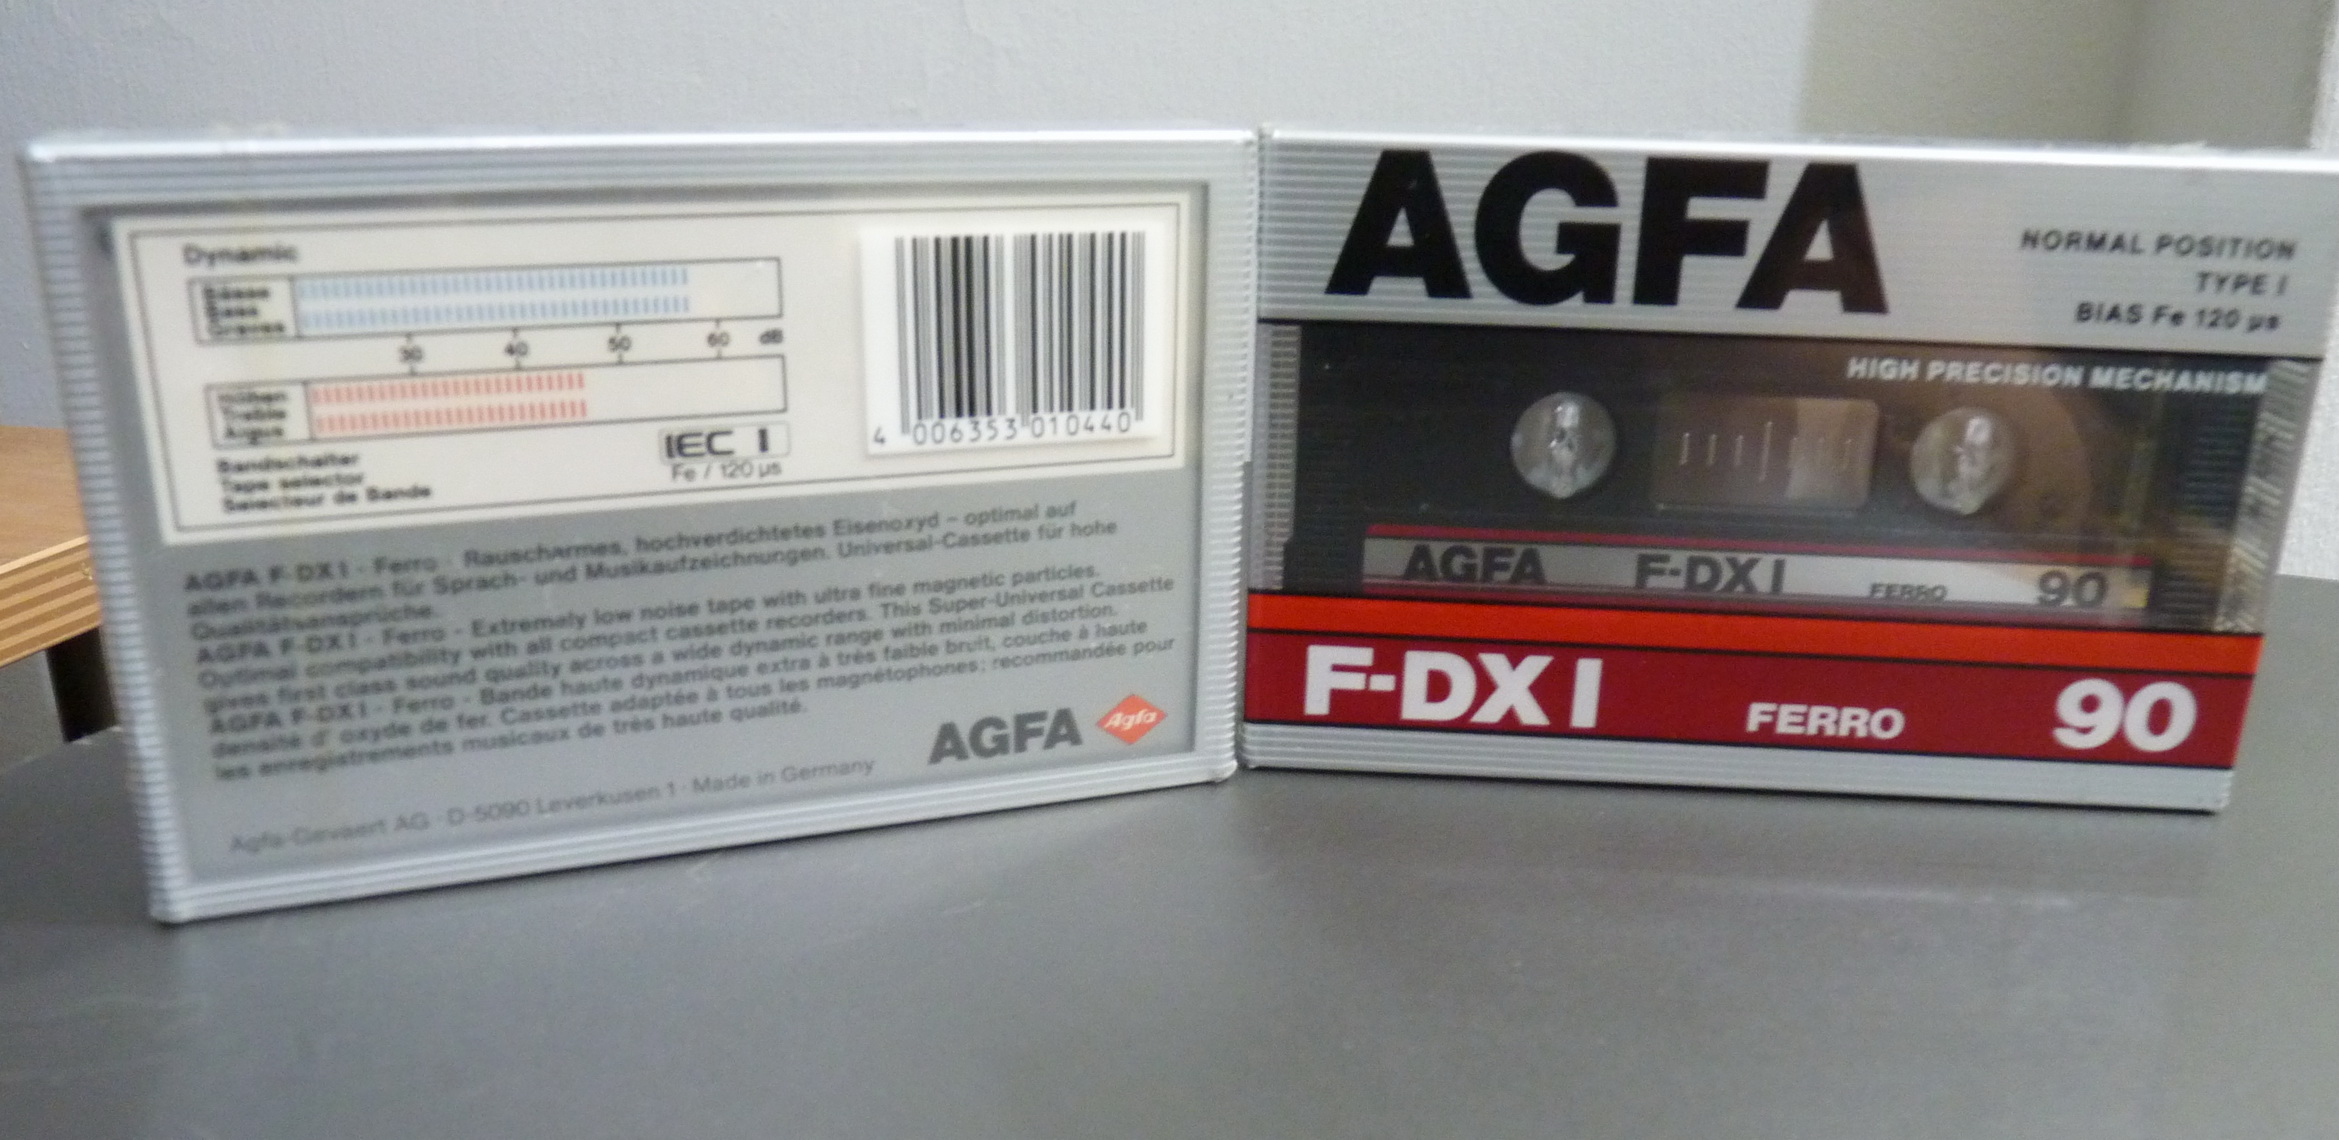 Dynamic
Bässe
Bass
Graves
30 40 50 60 dB
Höhen
Treble
Aigus
IEC I
Fe / 120 µs
Bandschalter
Tape selector
Selecteur de Bande
4 006353 010440
AGFA F-DX I - Ferro - Rauscharmes, hochverdichtetes Eisenoxyd – optimal auf
allen Recordern für Sprach- und Musikaufzeichnungen. Universal-Cassette für hohe
Qualitätsansprüche.
AGFA F-DX I - Ferro - Extremely low noise tape with ultra fine magnetic particles.
Optimal compatibility with all compact cassette recorders. This Super-Universal Cassette
gives first class sound quality across a wide dynamic range with minimal distortion.
AGFA F-DX I - Ferro - Bande haute dynamique extra à très faible bruit, couche à haute
densité d' oxyde de fer. Cassette adaptée à tous les magnétophones; recommandée pour
les enregistrements musicaux de très haute qualité.
AGFA Agfa
Agfa-Gevaert AG · D-5090 Leverkusen 1 · Made in Germany
AGFA
NORMAL POSITION
TYPE I
BIAS Fe 120 µs
HIGH PRECISION MECHANISM
AGFA F-DX I FERRO 90
F-DX I FERRO 90